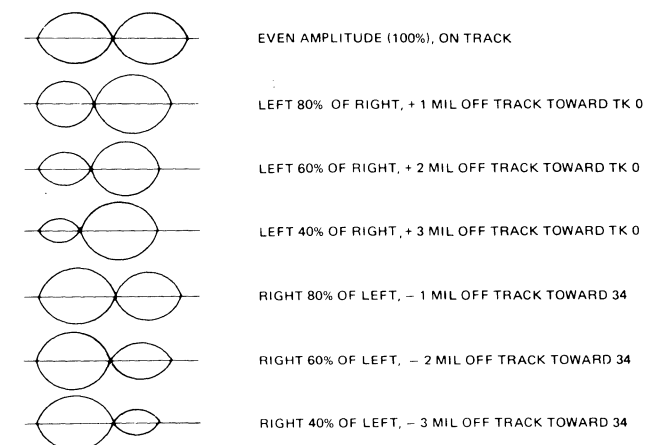 EVEN AMPLITUDE (100%), ON TRACK
LEFT 80% OF RIGHT, + 1 MIL OFF TRACK TOWARD TK 0
LEFT 60% OF RIGHT, + 2 MIL OFF TRACK TOWARD TK 0
LEFT 40% OF RIGHT, + 3 MIL OFF TRACK TOWARD TK 0
RIGHT 80% OF LEFT, – 1 MIL OFF TRACK TOWARD 34
RIGHT 60% OF LEFT, – 2 MIL OFF TRACK TOWARD 34
RIGHT 40% OF LEFT, – 3 MIL OFF TRACK TOWARD 34